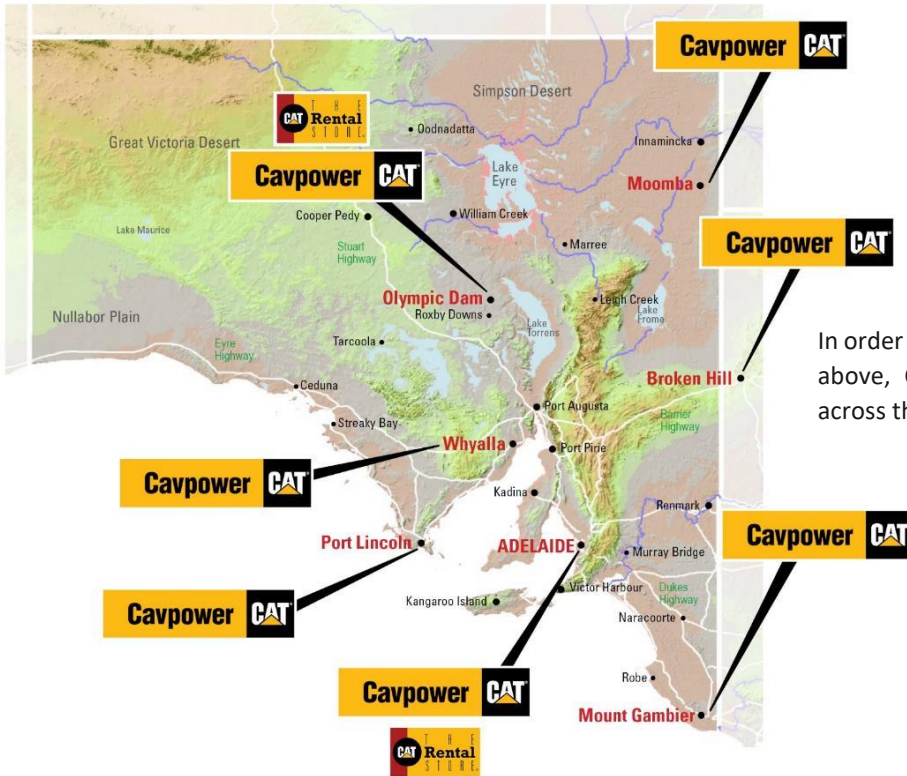 Cavpower CAT
Simpson Desert
THE
CAT Rental
STORE
Oodnadatta
Great Victoria Desert
Innamincka
Cavpower CAT
Lake
Eyre
Moomba
Cooper Pedy
William Creek
Lake Maurice
Stuart
Highway
Marree
Cavpower CAT
Olympic Dam
Leigh Creek
Roxby Downs
Lake
Frome
Nullabor Plain
Lake
Torrens
Eyre
Highway
Tarcoola
In order
above,
across th
Ceduna
Broken Hill
Port Augusta
Barrier
Highway
Streaky Bay
Whyalla
Port Pirie
Cavpower CAT
Kadina
Renmark
Port Lincoln
ADELAIDE
Cavpower CAT
Murray Bridge
Victor Harbour
Cavpower CAT
Kangaroo Island
Dukes
Highway
Naracoorte
Robe
Cavpower CAT
Mount Gambier
THE
CAT Rental
STORE